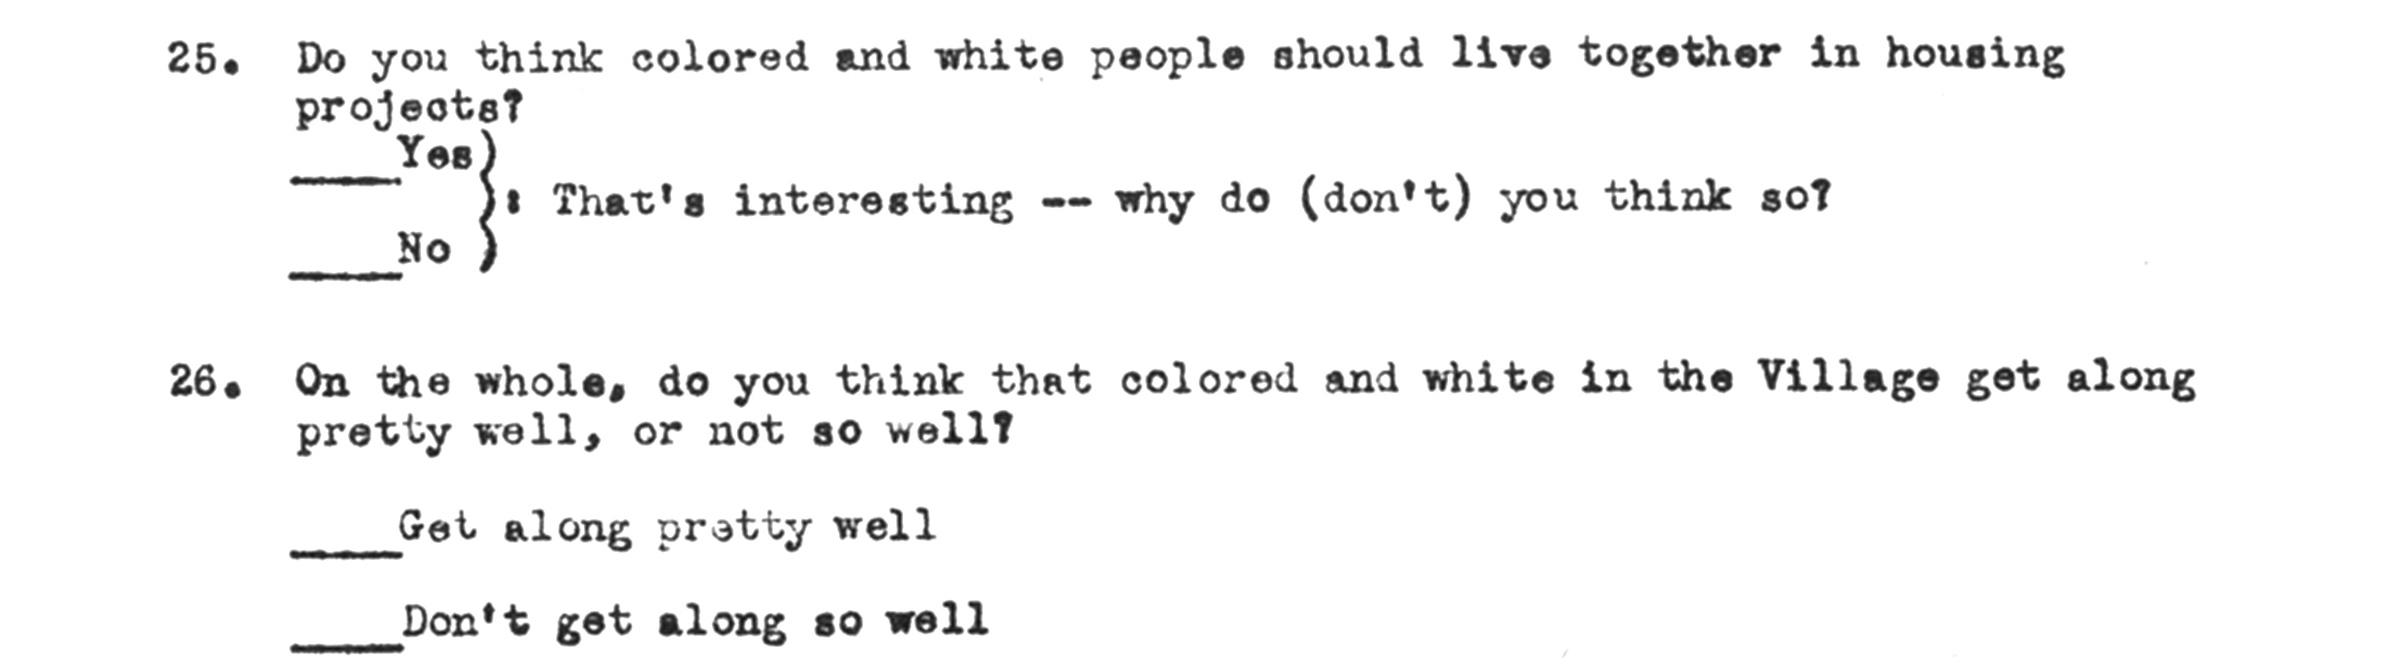 25. Do you think colored and white people should live together in housing
projects?
____Yes)
): That's interesting -- why do (don't) you think so?
____No )
26. On the whole, do you think that colored and white in the Village get along
pretty well, or not so well?
____Get along pretty well
____Don't get along so well